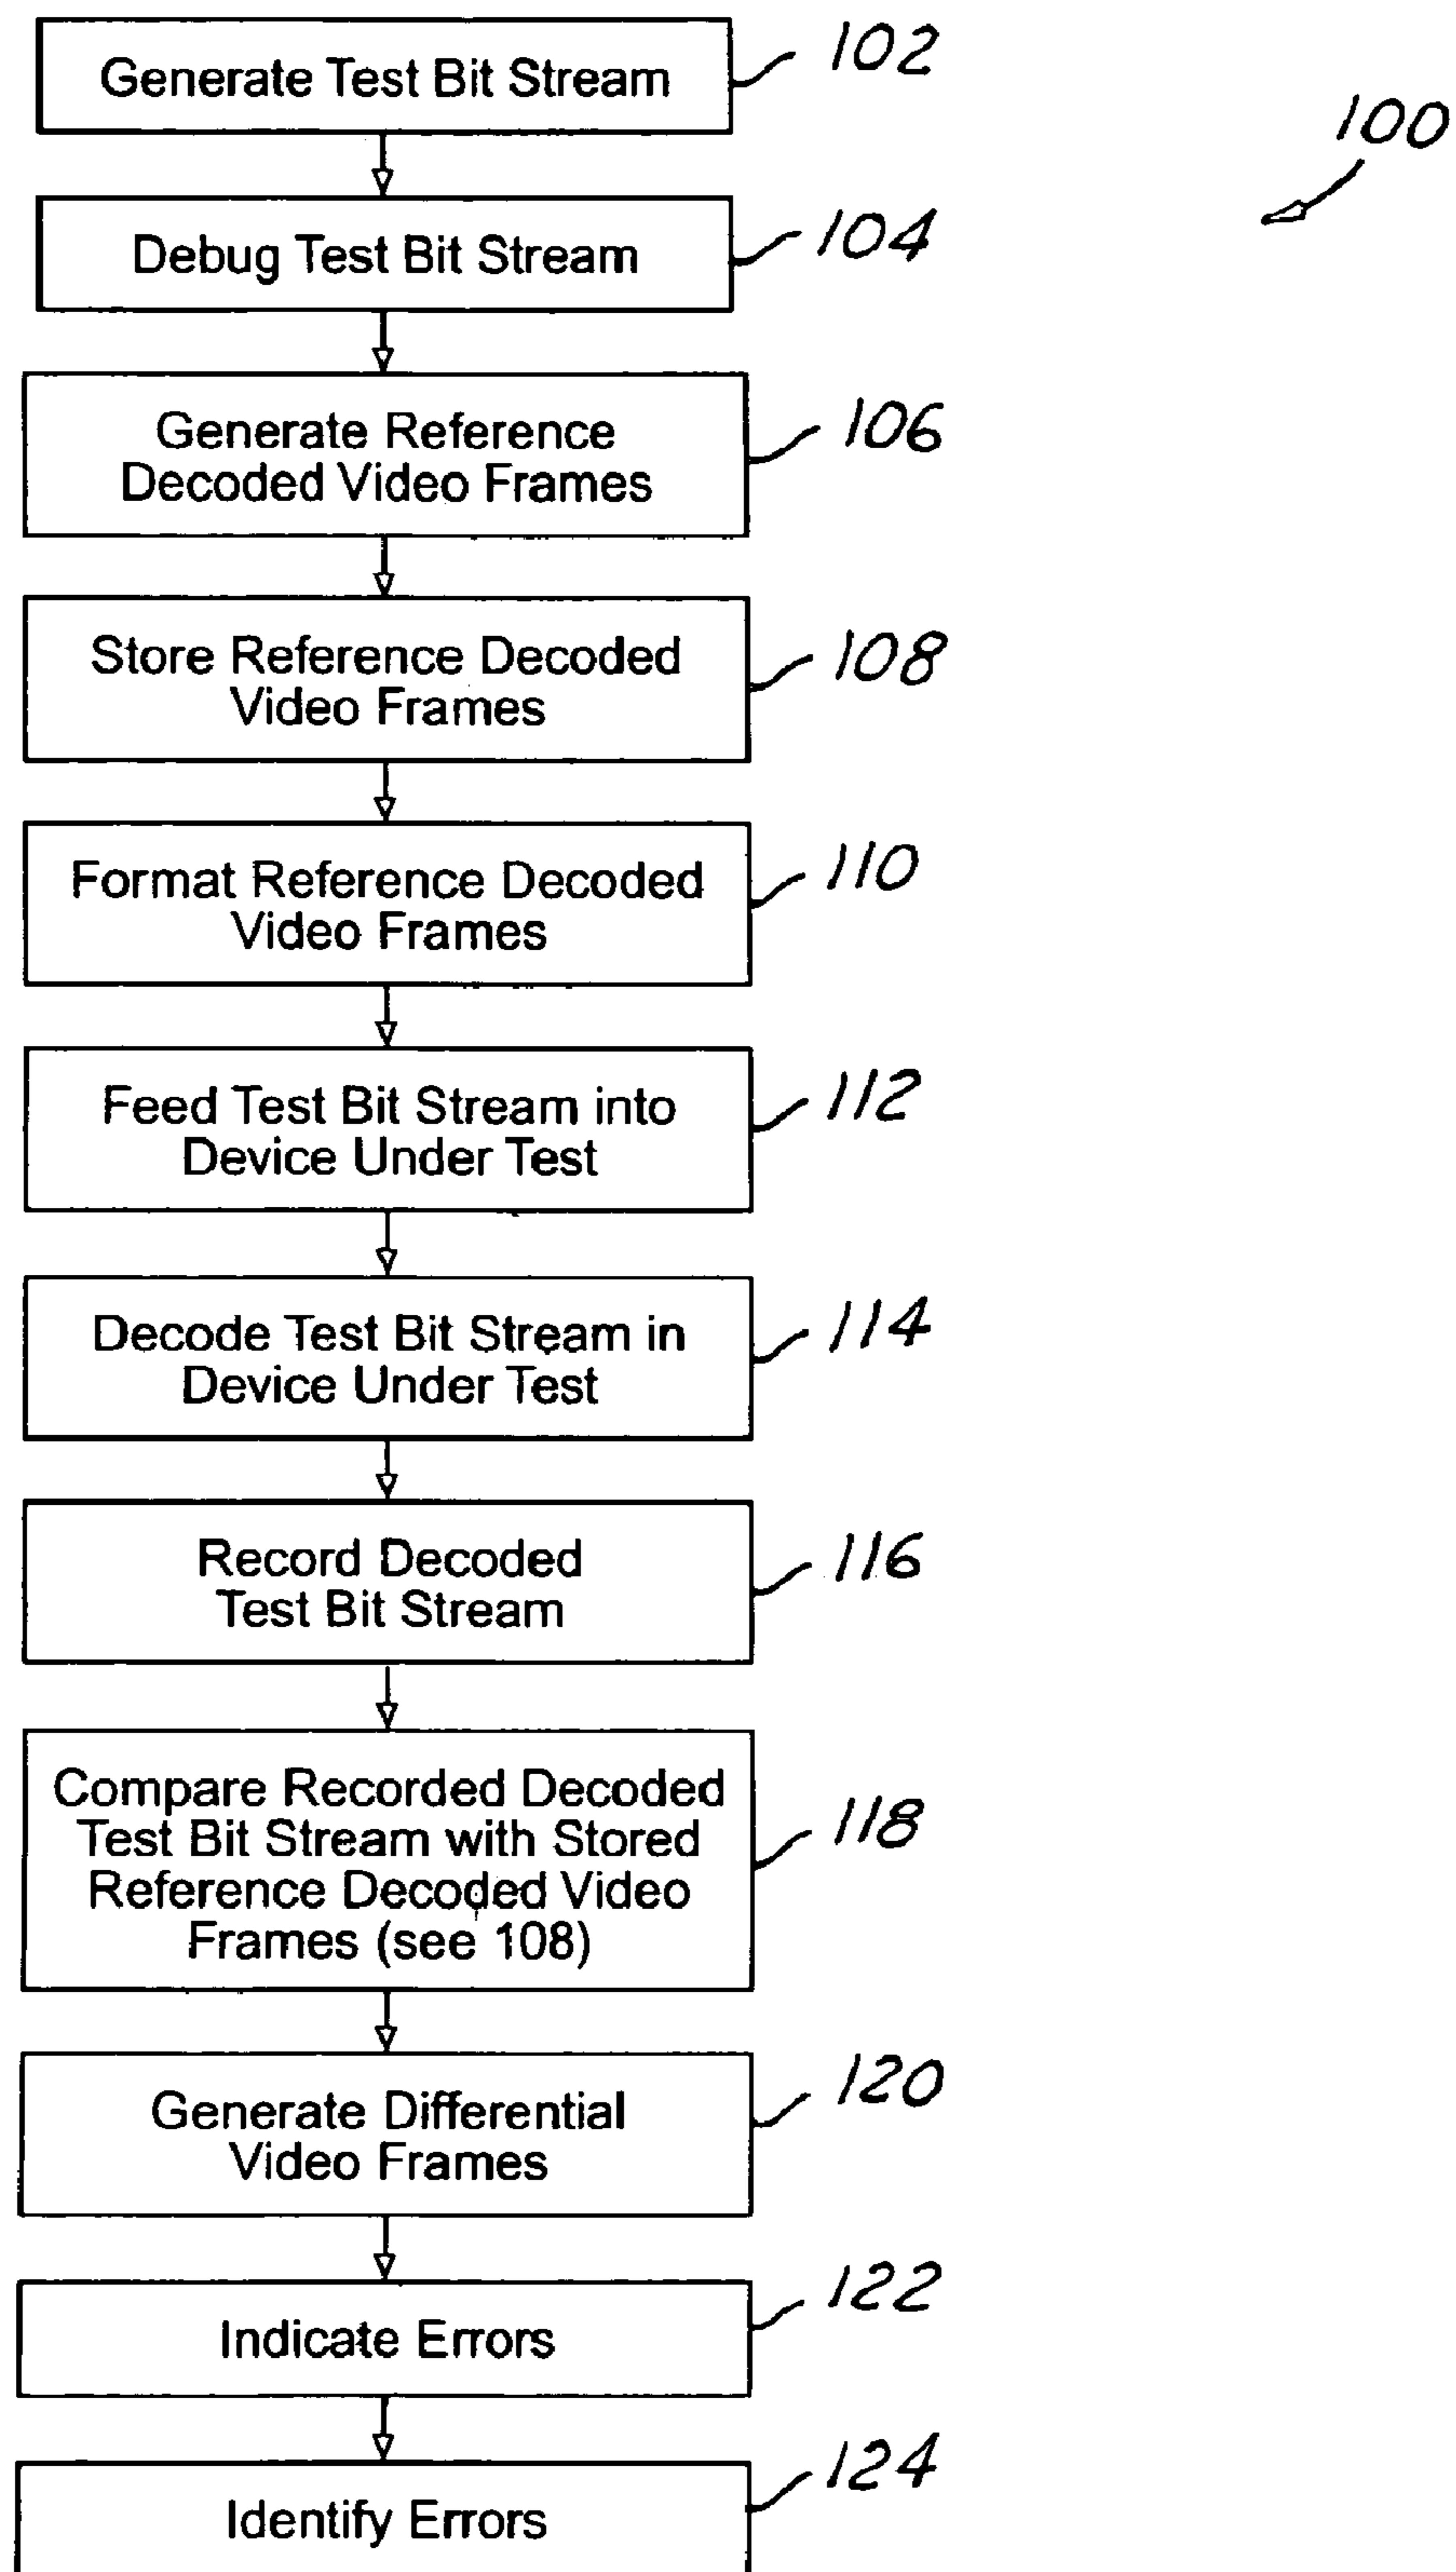 Generate Test Bit Stream
102
100
Debug Test Bit Stream
104
Generate Reference
Decoded Video Frames
106
Store Reference Decoded
Video Frames
108
Format Reference Decoded
Video Frames
110
Feed Test Bit Stream into
Device Under Test
112
Decode Test Bit Stream in
Device Under Test
114
Record Decoded
Test Bit Stream
116
Compare Recorded Decoded
Test Bit Stream with Stored
Reference Decoded Video
Frames (see 108)
118
Generate Differential
Video Frames
120
Indicate Errors
122
Identify Errors
124